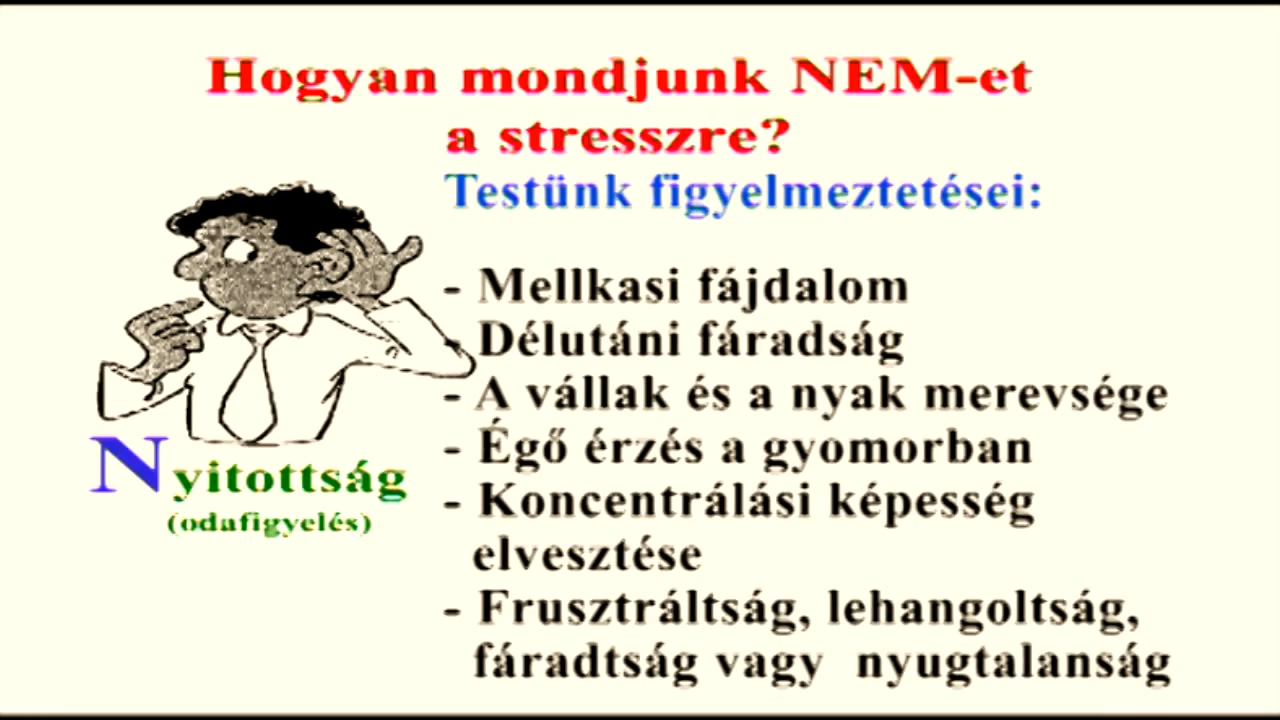 Hogyan mondjunk NEM-et
a stresszre?
Testünk figyelmeztetései:
- Mellkasi fájdalom
- Délutáni fáradság
- A vállak és a nyak merevsége
- Égő érzés a gyomorban
- Koncentrálási képesség
elvesztése
- Frusztráltság, lehangoltság,
fáradtság vagy nyugtalanság
Nyitottság
(odafigyelés)